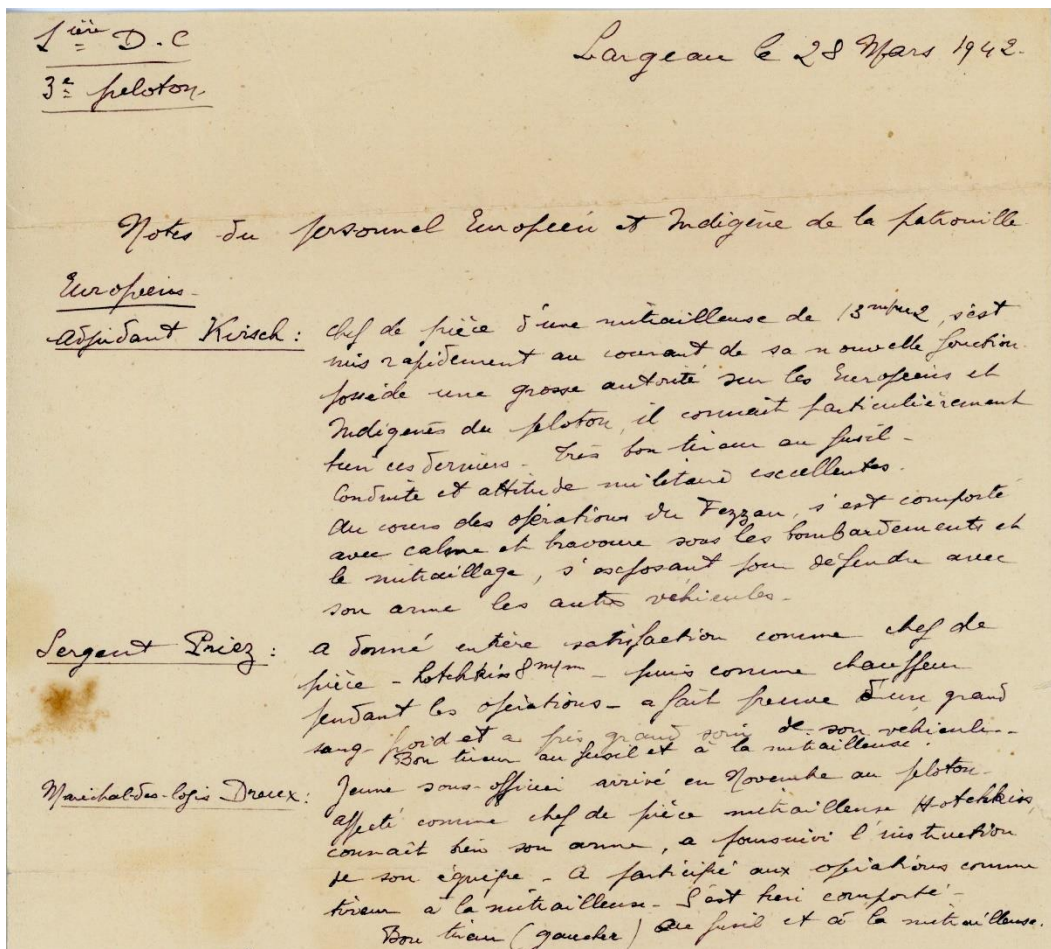 1ière D.C
Largeau le 28 Mars 1942.
3e peloton.
Notes du personnel Européen et Indigène de la patrouille
Européens.
Adjudant Kirsch : chef de pièce d'une mitrailleuse de 13m/m2, s'est
mis rapidement au courant de sa nouvelle fonction.
possède une grosse autorité sur les Européens et
Indigènes du peloton, il connaît particulièrement
bien ces derniers. Très bon tireur au fusil -
Conduite et attitude militaire excellentes.
Au cours des opérations du Fezzan, s'est comporté
avec calme et bravoure sous les bombardements et
le mitraillage, s'exposant pour défendre avec
son arme les autres véhicules -
Sergent Priez : a donné entière satisfaction comme chef de
pièce - hotchkiss 8 m/m - puis comme chauffeur
pendant les opérations - a fait preuve d'un grand
sang-froid et a pris grand soin de son véhicule -
Bon tireur au fusil et à la mitrailleuse.
Maréchal-des-logis Dreux : Jeune sous-officier arrivé en Novembre au peloton -
affecté comme chef de pièce mitrailleuse Hotchkiss,
connaît bien son arme, a poursuivi l'instruction
de son équipe - A participé aux opérations comme
tireur à la mitrailleuse - S'est bien comporté -
Bon tireur (gaucher) au fusil et à la mitrailleuse.